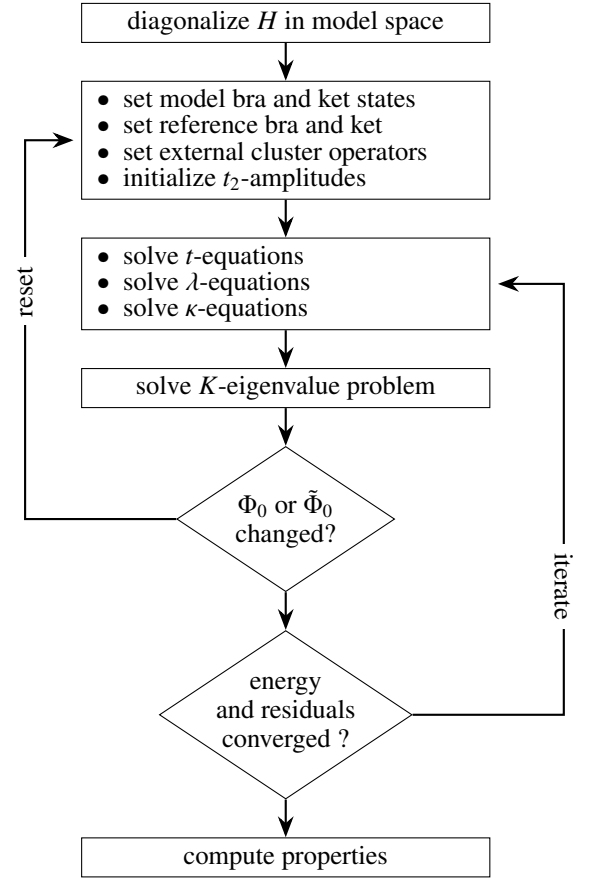 diagonalize H in model space
• set model bra and ket states
• set reference bra and ket
• set external cluster operators
• initialize t₂-amplitudes
reset
• solve t-equations
• solve λ-equations
• solve κ-equations
solve K-eigenvalue problem
Φ₀ or Φ̃₀
changed?
iterate
energy
and residuals
converged ?
compute properties